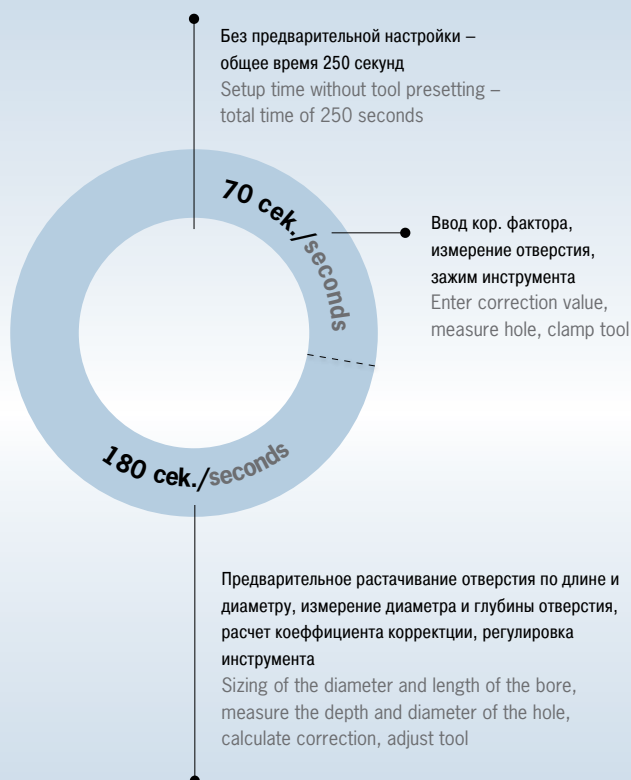 Без предварительной настройки –
общее время 250 секунд
Setup time without tool presetting –
total time of 250 seconds
70 сек./seconds
Ввод кор. фактора,
измерение отверстия,
зажим инструмента
Enter correction value,
measure hole, clamp tool
180 сек./seconds
Предварительное растачивание отверстия по длине и
диаметру, измерение диаметра и глубины отверстия,
расчет коеффициента корректции, регулировка
инструмента
Sizing of the diameter and length of the bore,
measure the depth and diameter of the hole,
calculate correction, adjust tool